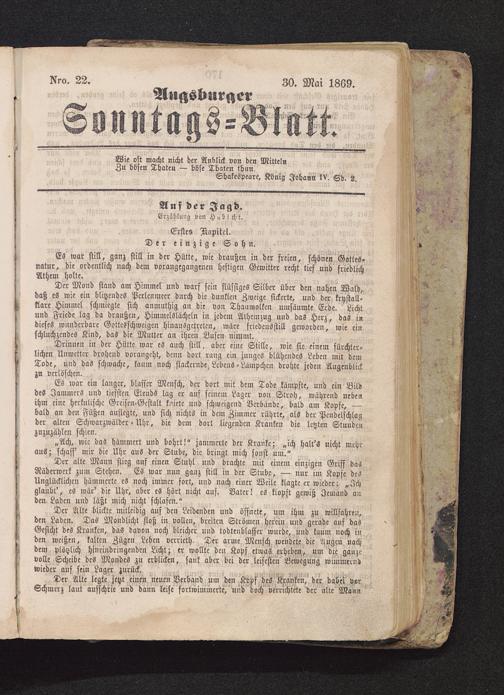 Nro. 22.
30. Mai 1869.
Augsburger
Sonntags=Blatt.
Wie oft macht nicht der Anblick von den Mitteln
Zu bösen Thaten — böse Thaten thun.
Shakespeare, König Johann IV. Sc. 2.
Auf der Jagd.
Erzählung von Habicht.
Erstes Kapitel.
Der einzige Sohn.
Es war still, ganz still in der Hütte, wie draußen in der freien, schönen Gottes=
natur, die ordentlich nach dem vorangegangenen heftigen Gewitter recht tief und friedlich
Athem holte.
Der Mond stand am Himmel und warf sein flüssiges Silber über den nahen Wald,
daß es wie ein blitzendes Perlenmeer durch die dunklen Zweige sickerte, und der krystall=
klare Himmel schmiegte sich anmuthig an die von Thauwolken umsäumte Erde. Licht
und Friede lag da draußen, Himmelslächeln in jedem Athemzug und das Herz, das in
dieses wunderbare Gottesschweigen hinausgetreten, wäre friedensstill geworden, wie ein
schluchzendes Kind, das die Mutter an ihren Busen nimmt.
Drinnen in der Hütte war es auch still, aber eine Stille, wie sie einem fürchter=
lichen Unwetter drohend vorangeht, denn dort rang ein junges blühendes Leben mit dem
Tode, und das schwache, kaum noch flackernde Lebens=Lämpchen drohte jeden Augenblick
zu verlöschen.
Es war ein langer, blasser Mensch, der dort mit dem Tode kämpfte, und ein Bild
des Jammers und tiefsten Elends lag er auf seinem Lager von Stroh, während neben
ihm eine herkulische Greisen=Gestalt kniete und schweigend Verbände, bald am Kopfe, —
bald an den Füßen auflegte, und sich nichts in dem Zimmer rührte, als der Pendelschlag
der alten Schwarzwälder=Uhr, die dem dort liegenden Kranken die letzten Stunden
zuzuzählen schien.
„Ach, wie das hämmert und bohrt!“ jammerte der Kranke; „ich halt's nicht mehr
aus; schaff' mir die Uhr aus der Stube, die bringt mich sonst um.“
Der alte Mann stieg auf einen Stuhl und brachte mit einem einzigen Griff das
Räderwerk zum Stehen. Es war nun ganz still in der Stube, — nur im Kopfe des
Unglücklichen hämmerte es noch immer fort, und nach einer Weile klagte er wieder: „Ich
glaubt', es wär' die Uhr, aber es hört nicht auf. Vater! es klopft gewiß Jemand an
den Laden und läßt mich nicht schlafen.“
Der Alte blickte mitleidig auf den Leidenden und öffnete, um ihm zu willfahren,
den Laden. Das Mondlicht floß in vollen, breiten Strömen herein und gerade auf das
Gesicht des Kranken, das davon noch bleicher und todtenblasser wurde, und kaum noch in
den weißen, kalten Zügen Leben verrieth. Der arme Mensch wendete die Augen nach
dem plötzlich hineindringenden Licht; er wollte den Kopf etwas erheben, um die ganze
volle Scheibe des Mondes zu erblicken, sank aber bei der leisesten Bewegung wimmernd
wieder auf sein Lager zurück.
Der Alte legte jetzt einen neuen Verband um den Kopf des Kranken, der dabei vor
Schmerz laut aufschrie und dann leise fortwimmerte, und doch verrichtete der alte Mann